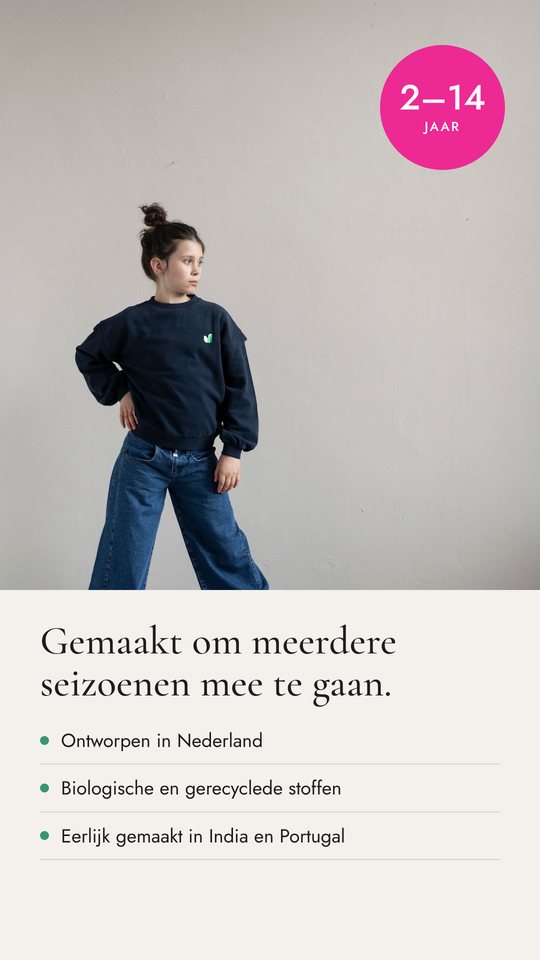 2–14
JAAR
Gemaakt om meerdere
seizoenen mee te gaan.
Ontworpen in Nederland
Biologische en gerecyclede stoffen
Eerlijk gemaakt in India en Portugal